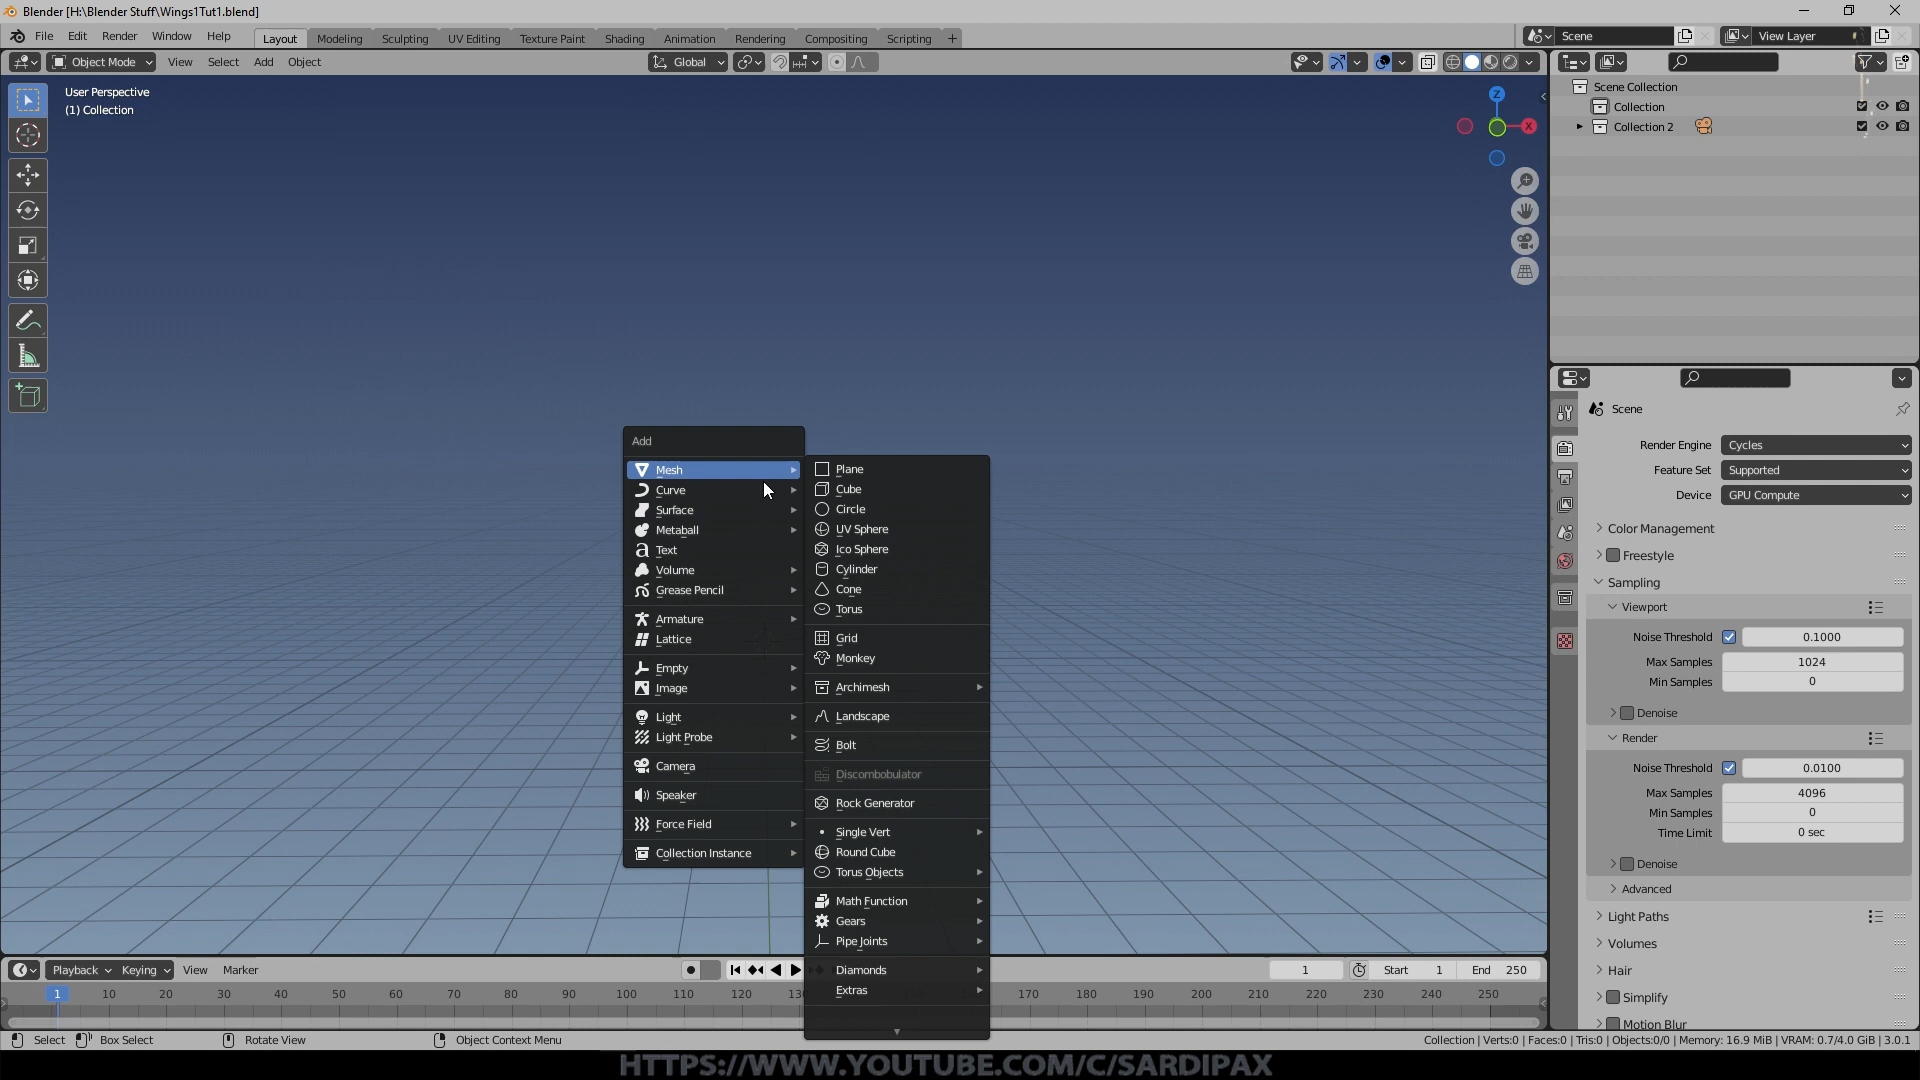 Blender [H:\Blender Stuff\Wings1Tut1.blend]
File Edit Render Window Help Layout Modeling Sculpting UV Editing Texture Paint Shading Animation Rendering Compositing Scripting + Scene View Layer
Object Mode View Select Add Object Global
User Perspective
(1) Collection
Z
X
Scene Collection
Collection
Collection 2
Add
Mesh
Curve
Surface
Metaball
Text
Volume
Grease Pencil
Armature
Lattice
Empty
Image
Light
Light Probe
Camera
Speaker
Force Field
Collection Instance
Plane
Cube
Circle
UV Sphere
Ico Sphere
Cylinder
Cone
Torus
Grid
Monkey
Archimesh
Landscape
Bolt
Discombobulator
Rock Generator
Single Vert
Round Cube
Torus Objects
Math Function
Gears
Pipe Joints
Diamonds
Extras
Scene
Render Engine Cycles
Feature Set Supported
Device GPU Compute
Color Management
Freestyle
Sampling
Viewport
Noise Threshold 0.1000
Max Samples 1024
Min Samples 0
Denoise
Render
Noise Threshold 0.0100
Max Samples 4096
Min Samples 0
Time Limit 0 sec
Denoise
Advanced
Light Paths
Volumes
Hair
Simplify
Motion Blur
Playback Keying View Marker 1 Start 1 End 250
1 10 20 30 40 50 60 70 80 90 100 110 120 170 180 190 200 210 220 230 240 250
Select Box Select Rotate View Object Context Menu Collection | Verts:0 | Faces:0 | Tris:0 | Objects:0/0 | Memory: 16.9 MiB | VRAM: 0.7/4.0 GiB | 3.0.1
HTTPS://WWW.YOUTUBE.COM/C/SARDIPAX